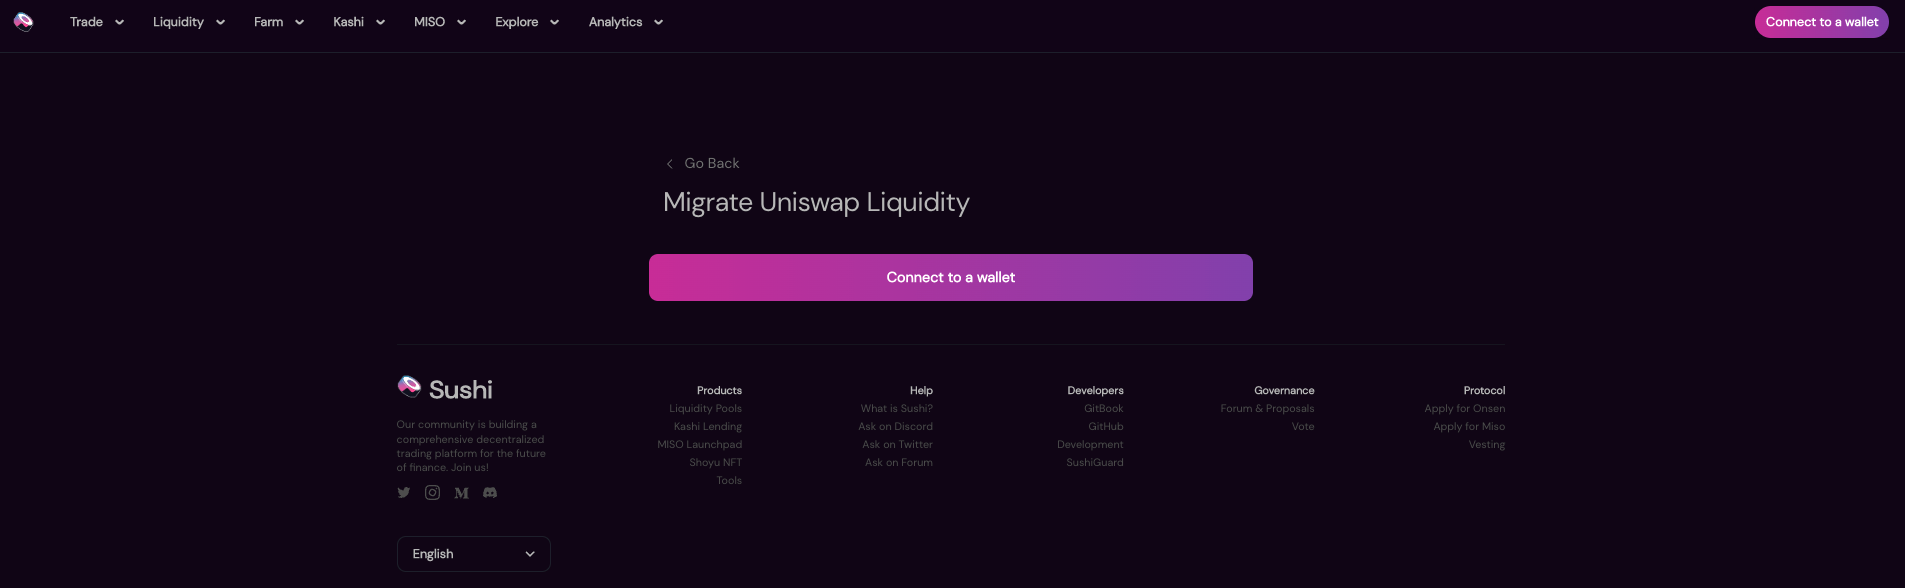 Trade Liquidity Farm Kashi MISO Explore Analytics Connect to a wallet
Go Back
Migrate Uniswap Liquidity
Connect to a wallet
Sushi
Our community is building a
comprehensive decentralized
trading platform for the future
of finance. Join us!
English
Products
Liquidity Pools
Kashi Lending
MISO Launchpad
Shoyu NFT
Tools
Help
What is Sushi?
Ask on Discord
Ask on Twitter
Ask on Forum
Developers
GitBook
GitHub
Development
SushiGuard
Governance
Forum & Proposals
Vote
Protocol
Apply for Onsen
Apply for Miso
Vesting